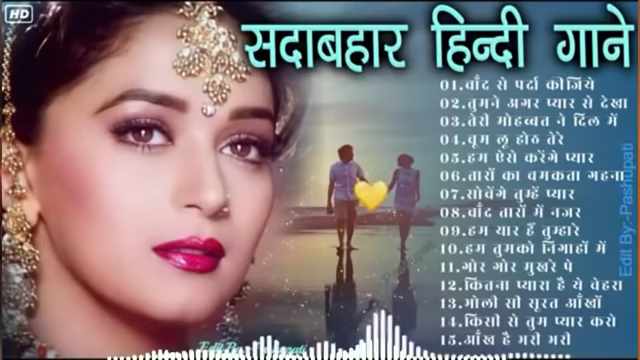 HD
सदाबहार हिन्दी गाने
01.चाँद से पर्दा कीजिये
02.तुमने अगर प्यार से देखा
03.तेरी मोहब्बत ने दिल में
04.चूम लू होठ तेरे
05.हम ऐसे करेंगे प्यार
06.तारों का चमकता गहना
07.सोचेंगे तुम्हें प्यार
08.चाँद तारों में नजर
09.हम यार हैं तुम्हारे
10.हम तुमको निगाहों में
11.गोर गोर मुखरे पे
12.कितना प्यारा है ये चेहरा
13.भोली सी सूरत आँखों
14.किसी से तुम प्यार करो
15.आँख है भरी भरी
Edit By:-Pashupati